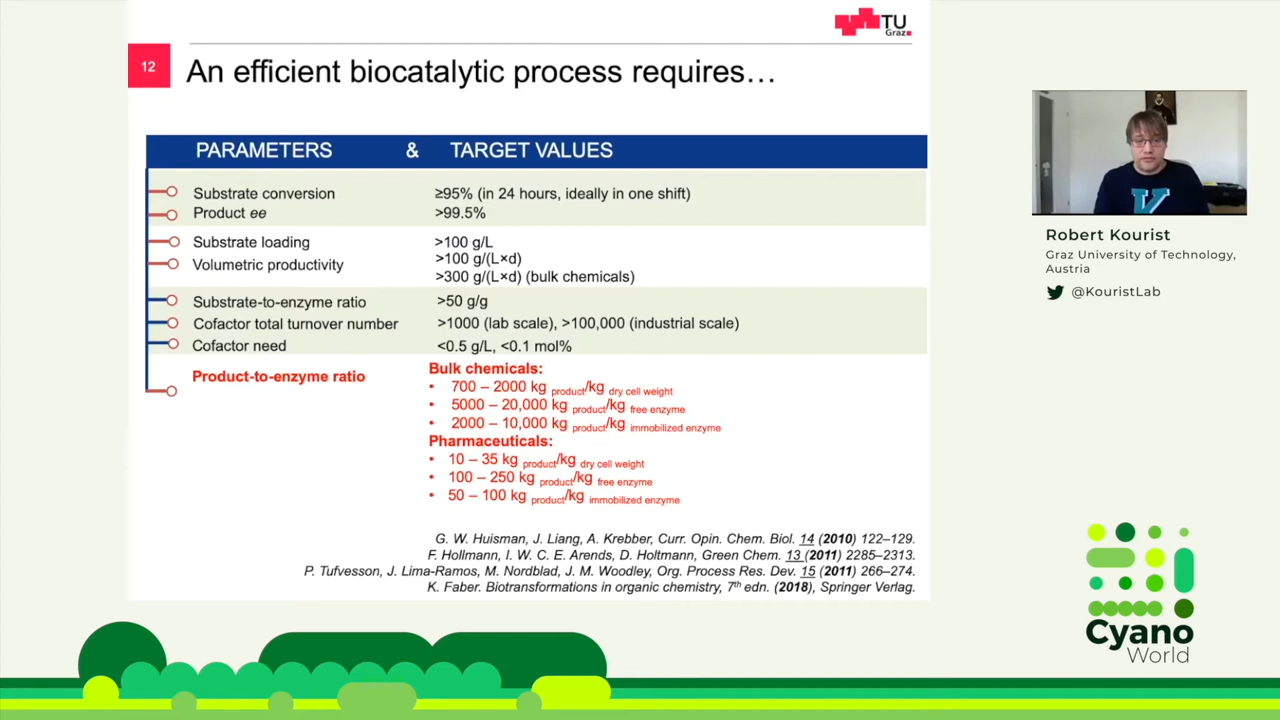 TU
Graz
12
An efficient biocatalytic process requires…
PARAMETERS & TARGET VALUES
Substrate conversion ≥95% (in 24 hours, ideally in one shift)
Product ee >99.5%
Substrate loading >100 g/L
Volumetric productivity >100 g/(L×d)
>300 g/(L×d) (bulk chemicals)
Substrate-to-enzyme ratio >50 g/g
Cofactor total turnover number >1000 (lab scale), >100,000 (industrial scale)
Cofactor need <0.5 g/L, <0.1 mol%
Product-to-enzyme ratio
Bulk chemicals:
• 700 – 2000 kg product/kg dry cell weight
• 5000 – 20,000 kg product/kg free enzyme
• 2000 – 10,000 kg product/kg immobilized enzyme
Pharmaceuticals:
• 10 – 35 kg product/kg dry cell weight
• 100 – 250 kg product/kg free enzyme
• 50 – 100 kg product/kg immobilized enzyme
G. W. Huisman, J. Liang, A. Krebber, Curr. Opin. Chem. Biol. 14 (2010) 122–129.
F. Hollmann, I. W. C. E. Arends, D. Holtmann, Green Chem. 13 (2011) 2285–2313.
P. Tufvesson, J. Lima-Ramos, M. Nordblad, J. M. Woodley, Org. Process Res. Dev. 15 (2011) 266–274.
K. Faber. Biotransformations in organic chemistry, 7th edn. (2018), Springer Verlag.
Robert Kourist
Graz University of Technology,
Austria
@KouristLab
Cyano
World